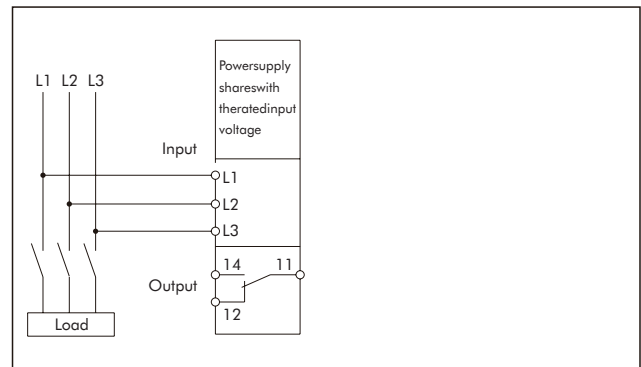 Powersupply
shareswith
theratedinput
voltage
L1 L2 L3
Input
L1
L2
L3
14 11
Output
12
Load